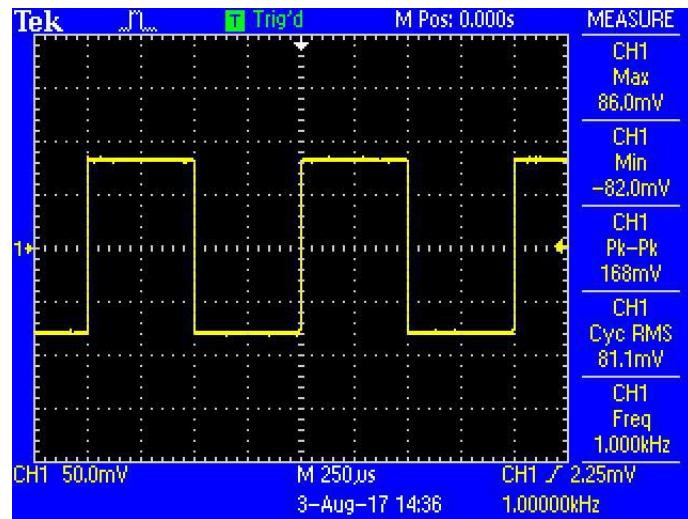 Tek T Trig'd M Pos: 0.000s MEASURE
CH1
Max
86.0mV
CH1
Min
-82.0mV
1
CH1
Pk-Pk
168mV
CH1
Cyc RMS
81.1mV
CH1
Freq
1.000kHz
CH1 50.0mV M 250µs CH1 2.25mV
3-Aug-17 14:36 1.00000kHz